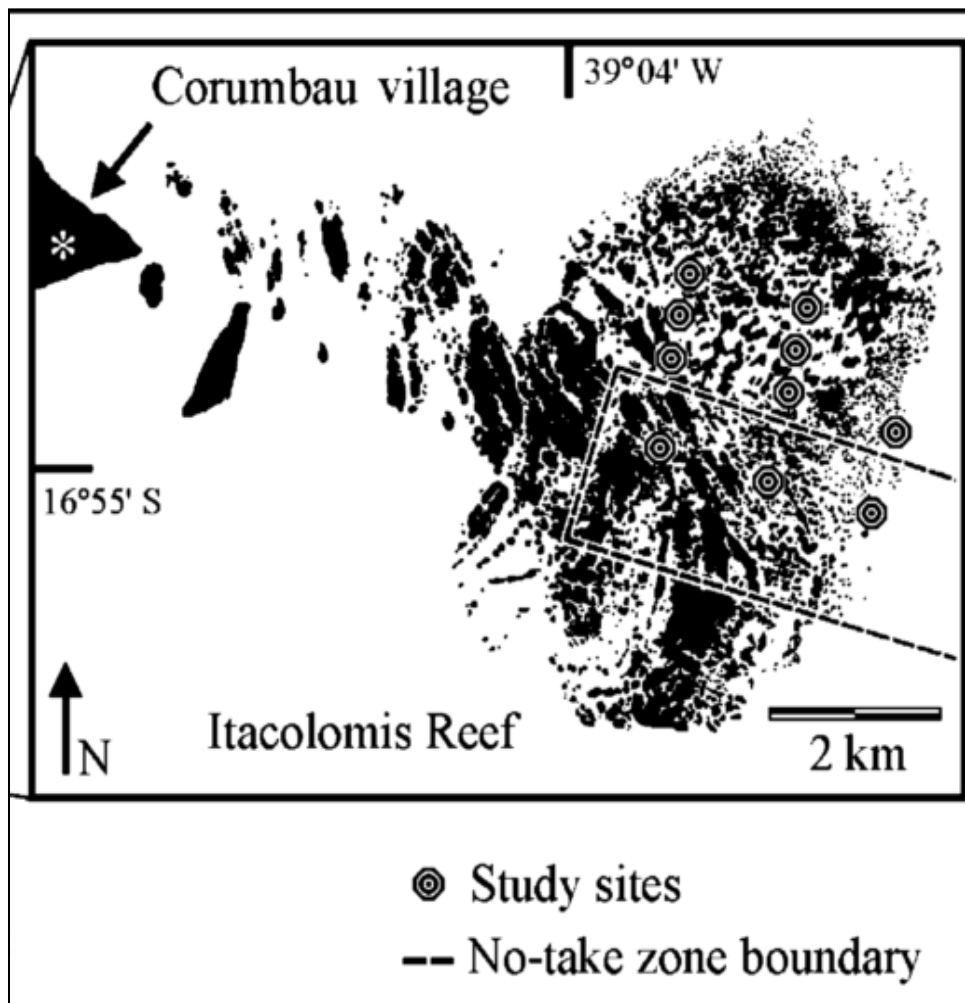 39°04' W
Corumbau village
*
16°55' S
N
Itacolomis Reef
2 km
Study sites
No-take zone boundary